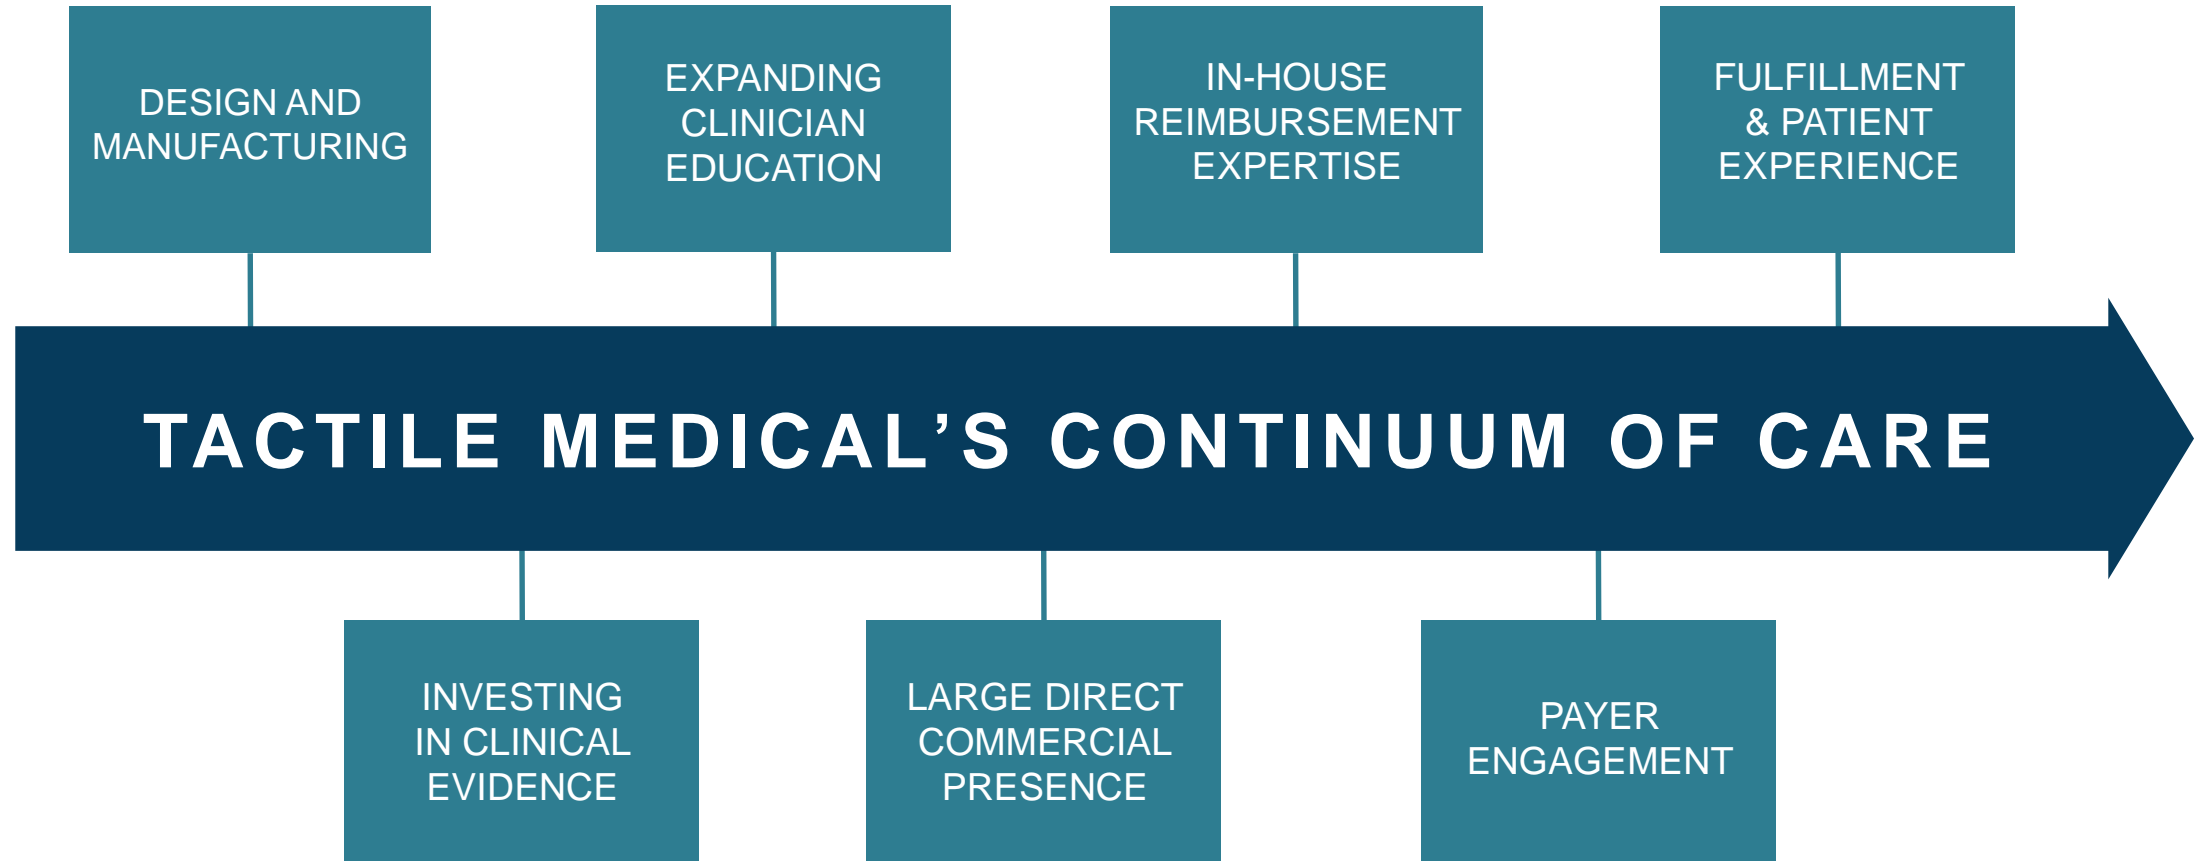 DESIGN AND
MANUFACTURING
EXPANDING
CLINICIAN
EDUCATION
IN-HOUSE
REIMBURSEMENT
EXPERTISE
FULFILLMENT
& PATIENT
EXPERIENCE
TACTILE MEDICAL’S CONTINUUM OF CARE
INVESTING
IN CLINICAL
EVIDENCE
LARGE DIRECT
COMMERCIAL
PRESENCE
PAYER
ENGAGEMENT